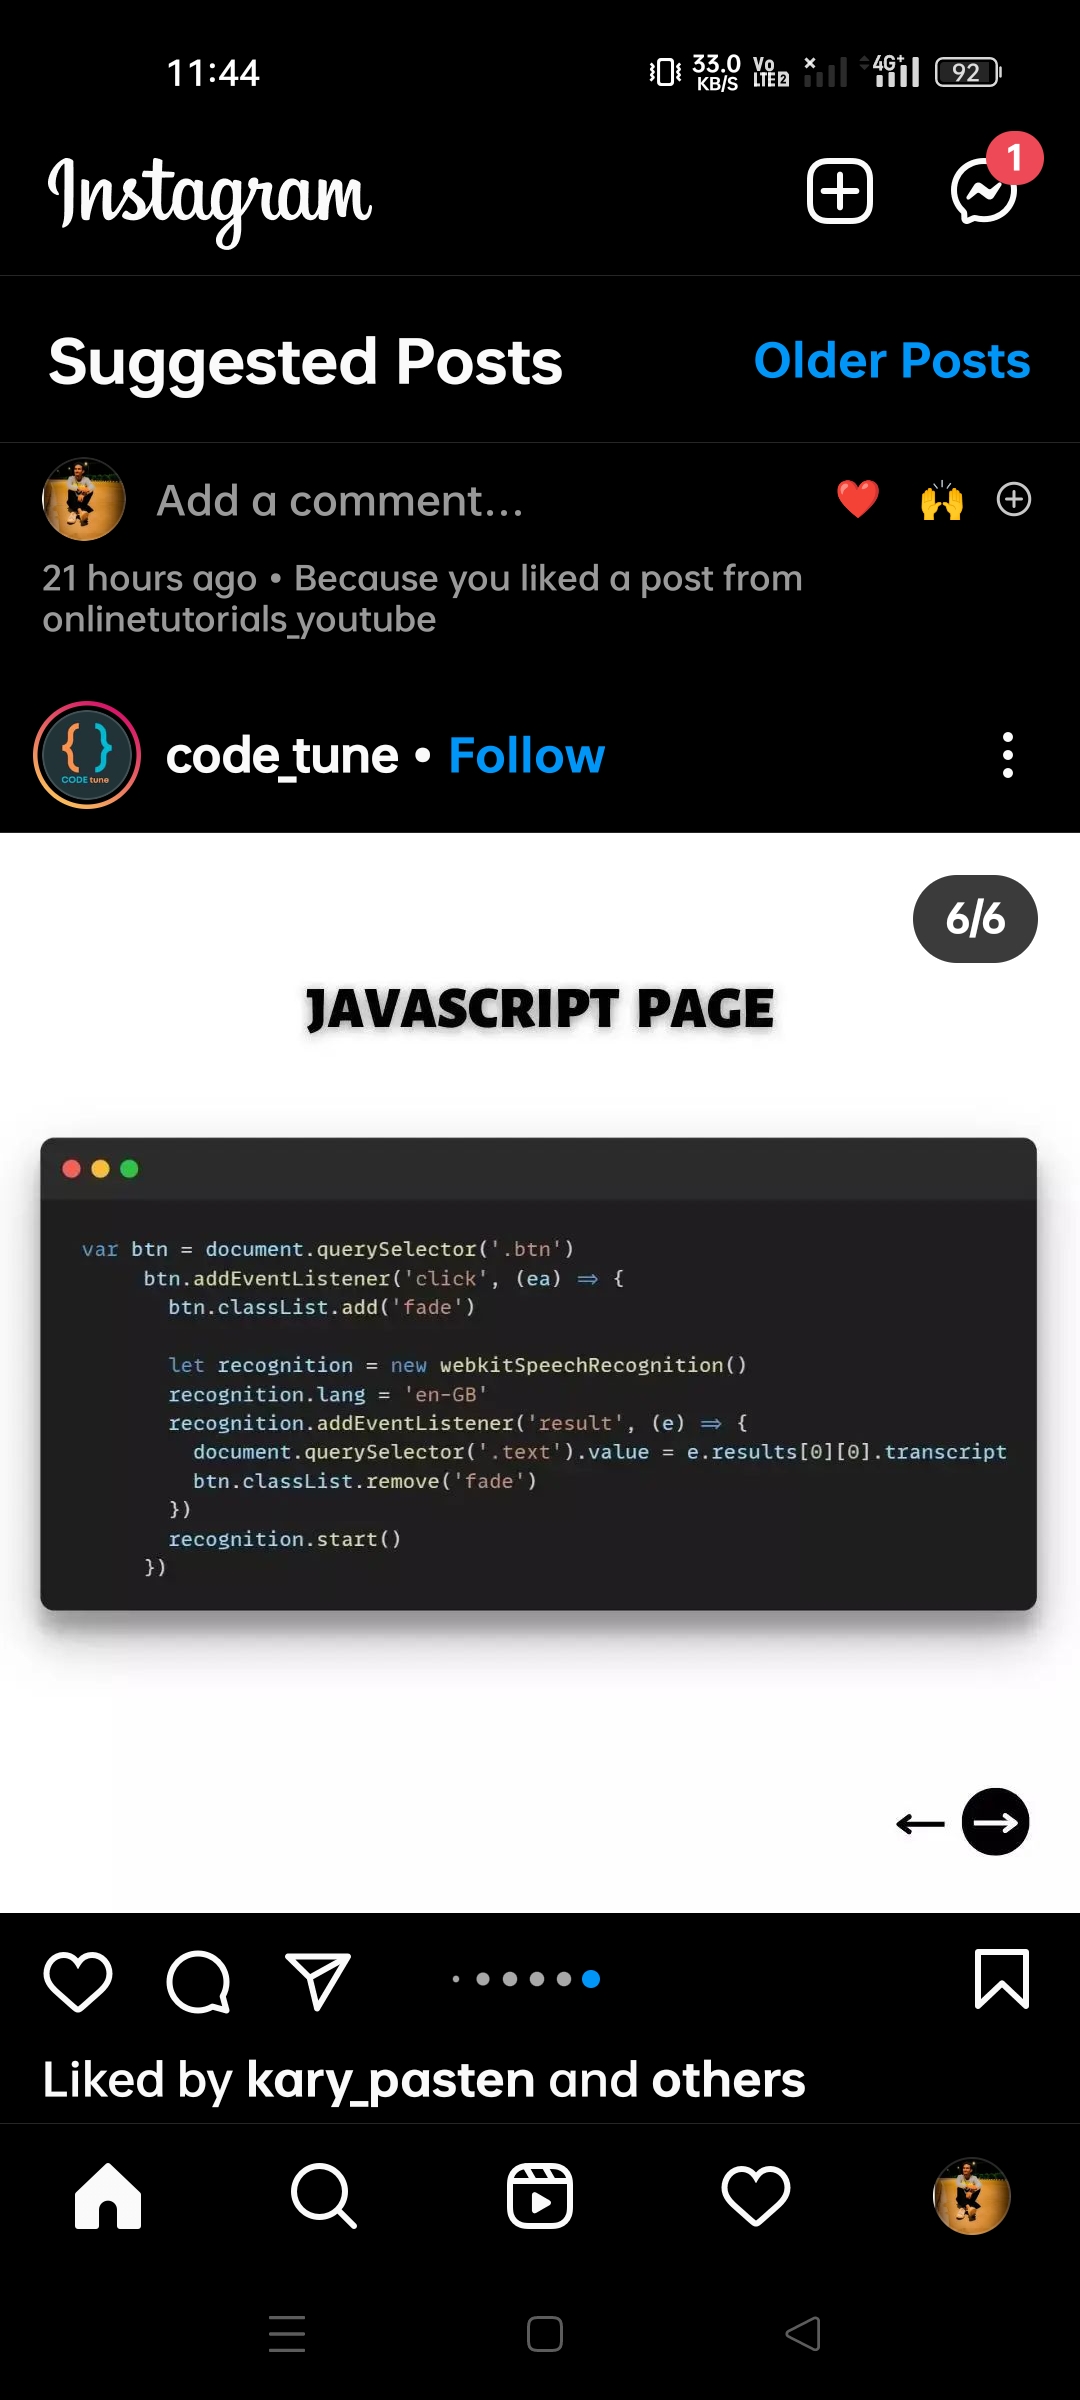 11:44
33.0 KB/S
Vo LTE 2
4G+
92
Instagram
1
Suggested Posts
Older Posts
Add a comment...
21 hours ago • Because you liked a post from
onlinetutorials_youtube
{ }
CODE tune
code_tune • Follow
6/6
JAVASCRIPT PAGE
var btn = document.querySelector('.btn')
btn.addEventListener('click', (ea) ⇒ {
btn.classList.add('fade')
let recognition = new webkitSpeechRecognition()
recognition.lang = 'en-GB'
recognition.addEventListener('result', (e) ⇒ {
document.querySelector('.text').value = e.results[0][0].transcript
btn.classList.remove('fade')
})
recognition.start()
})
Liked by kary_pasten and others